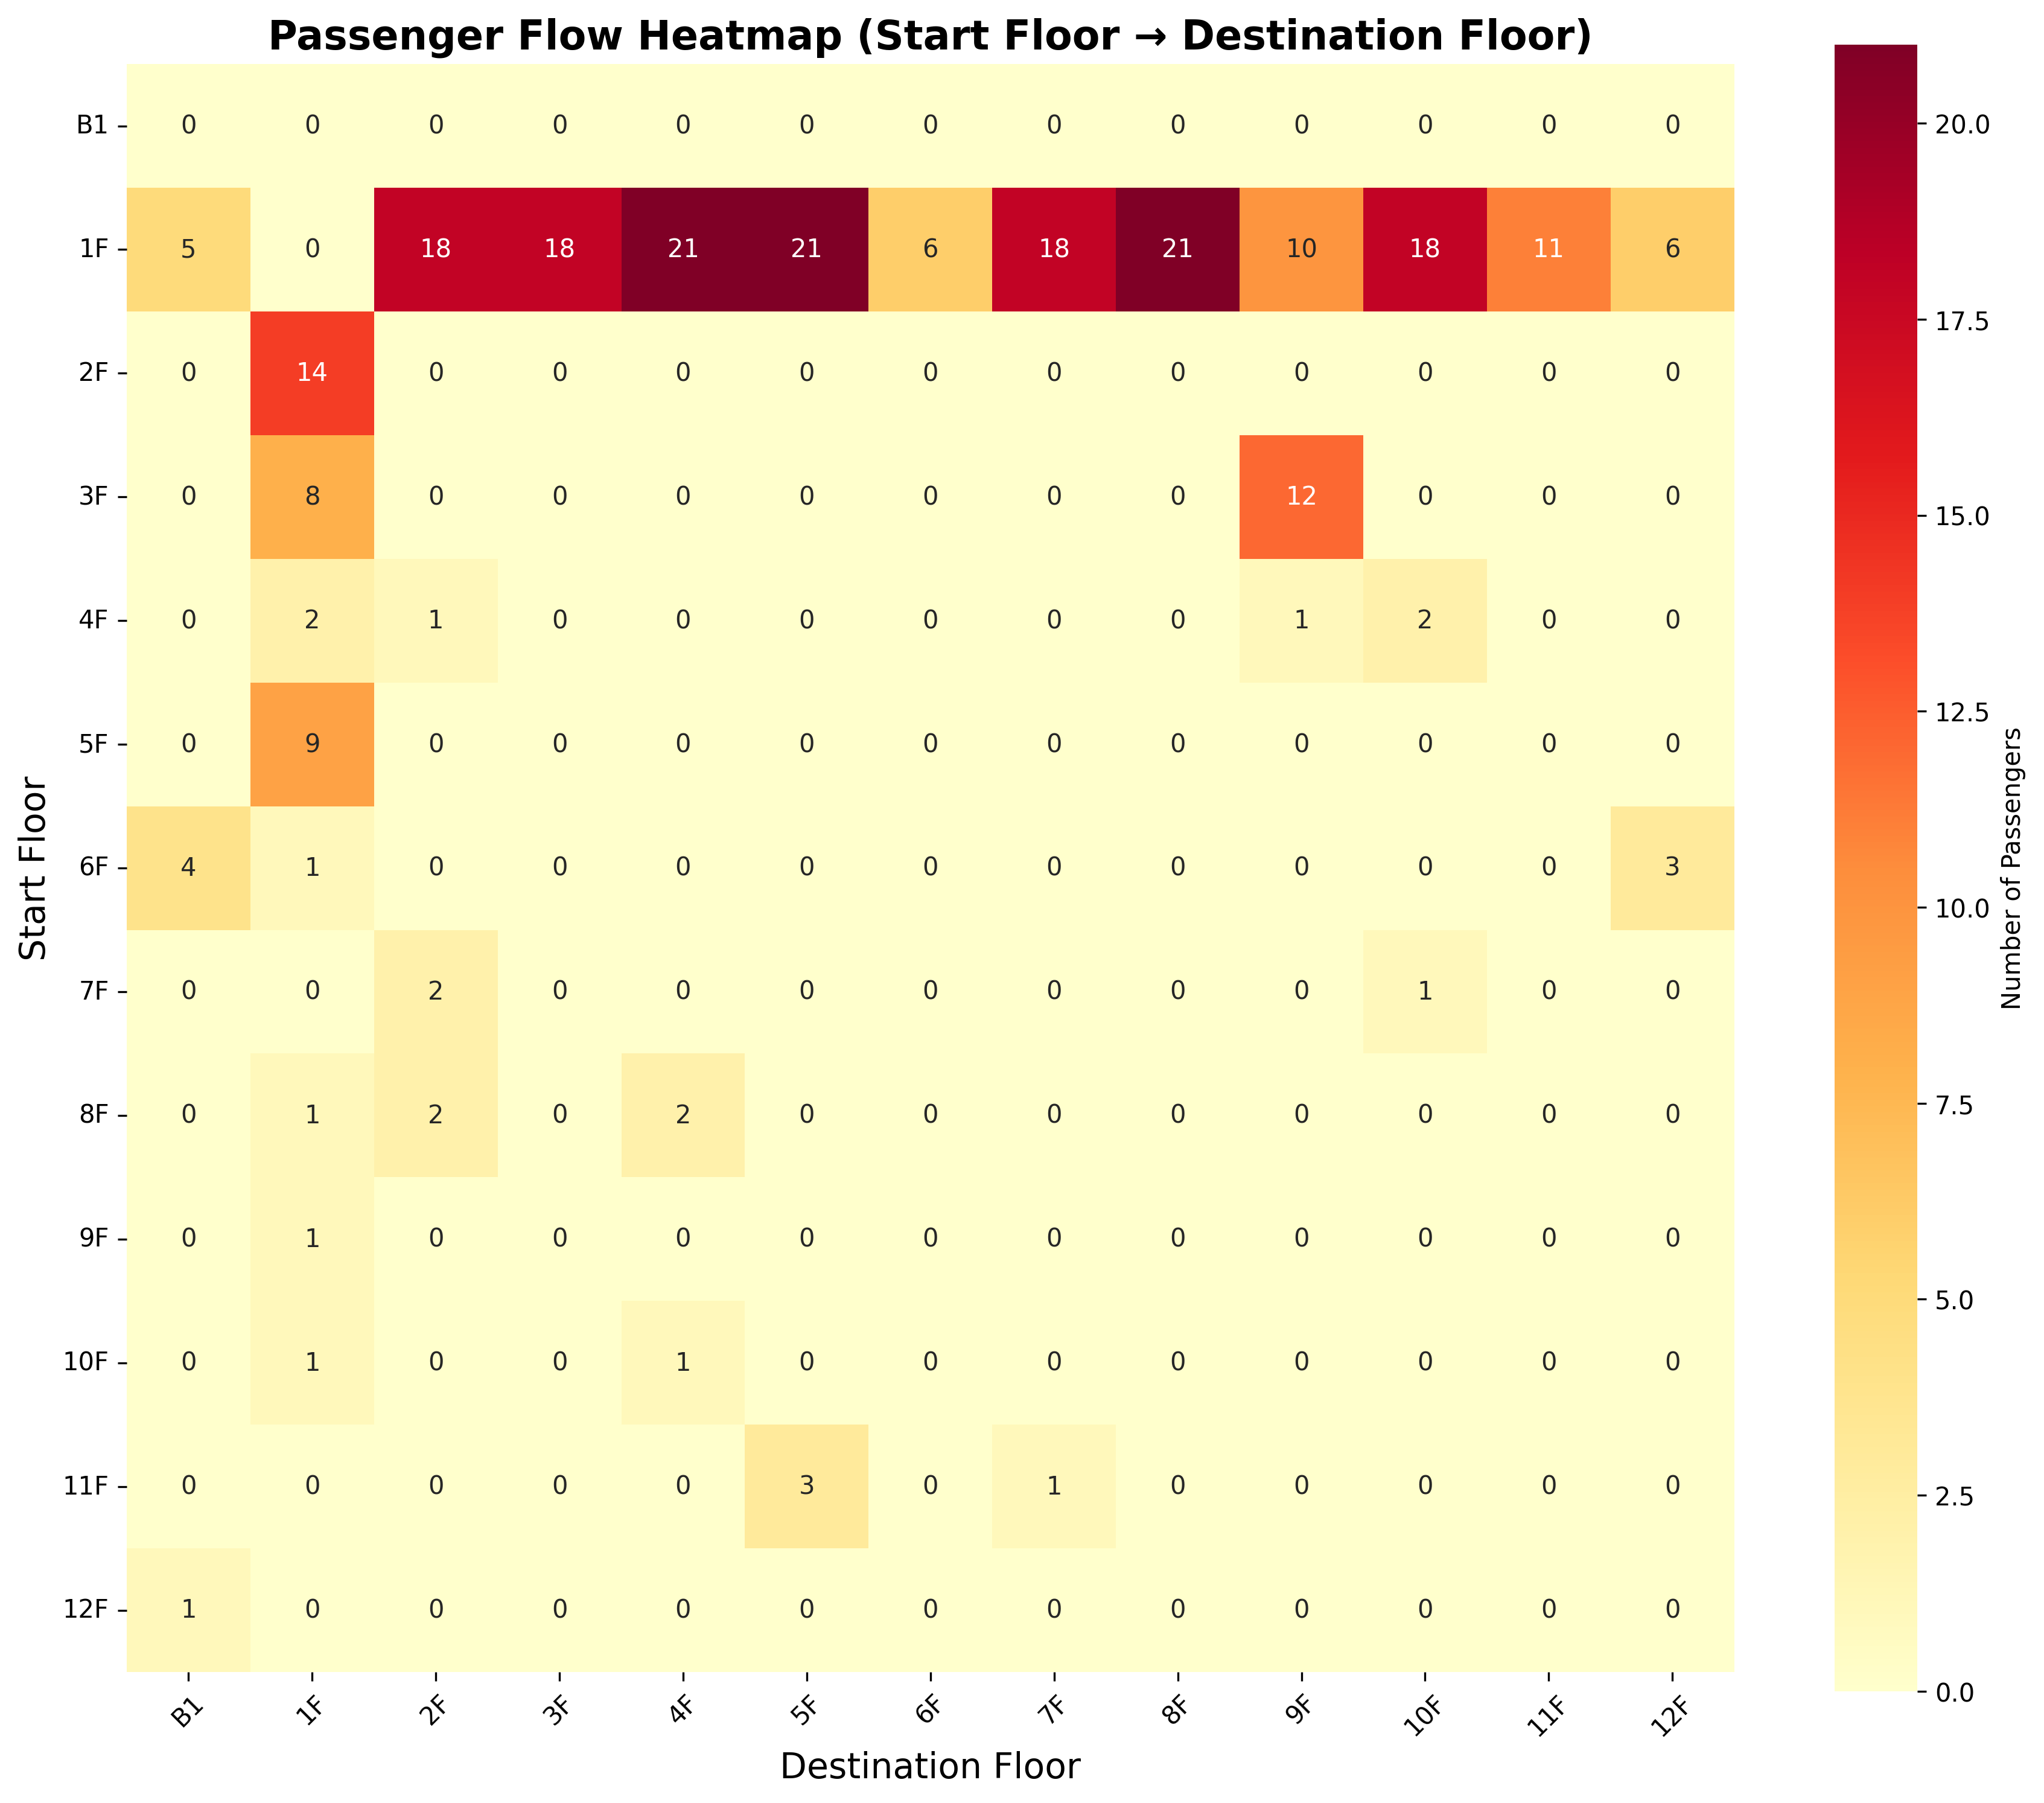 Passenger Flow Heatmap (Start Floor → Destination Floor)
B1 0 0 0 0 0 0 0 0 0 0 0 0 0
1F 5 0 18 18 21 21 6 18 21 10 18 11 6
2F 0 14 0 0 0 0 0 0 0 0 0 0 0
3F 0 8 0 0 0 0 0 0 0 12 0 0 0
4F 0 2 1 0 0 0 0 0 0 1 2 0 0
5F 0 9 0 0 0 0 0 0 0 0 0 0 0
6F 4 1 0 0 0 0 0 0 0 0 0 0 3
7F 0 0 2 0 0 0 0 0 0 0 1 0 0
8F 0 1 2 0 2 0 0 0 0 0 0 0 0
9F 0 1 0 0 0 0 0 0 0 0 0 0 0
10F 0 1 0 0 1 0 0 0 0 0 0 0 0
11F 0 0 0 0 0 3 0 1 0 0 0 0 0
12F 1 0 0 0 0 0 0 0 0 0 0 0 0
B1 1F 2F 3F 4F 5F 6F 7F 8F 9F 10F 11F 12F
Destination Floor
Start Floor
20.0
17.5
15.0
12.5
10.0
7.5
5.0
2.5
0.0
Number of Passengers